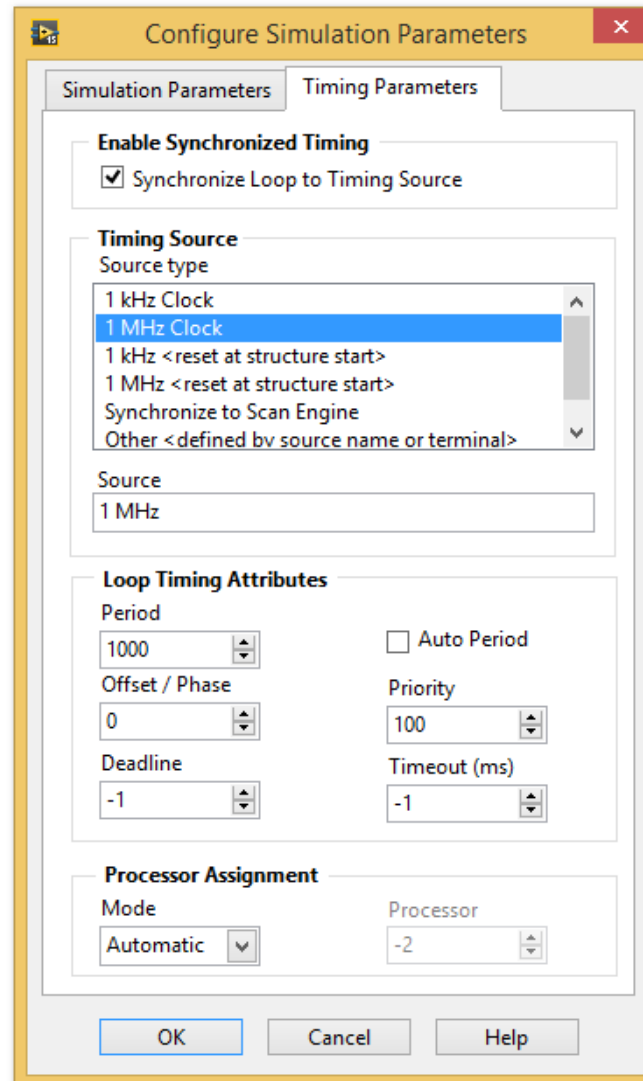 Configure Simulation Parameters
Simulation Parameters
Timing Parameters
Enable Synchronized Timing
Synchronize Loop to Timing Source
Timing Source
Source type
1 kHz Clock
1 MHz Clock
1 kHz <reset at structure start>
1 MHz <reset at structure start>
Synchronize to Scan Engine
Other <defined by source name or terminal>
Source
1 MHz
Loop Timing Attributes
Period
1000
Auto Period
Offset / Phase
Priority
0
100
Deadline
Timeout (ms)
-1
-1
Processor Assignment
Mode
Processor
Automatic
-2
OK
Cancel
Help